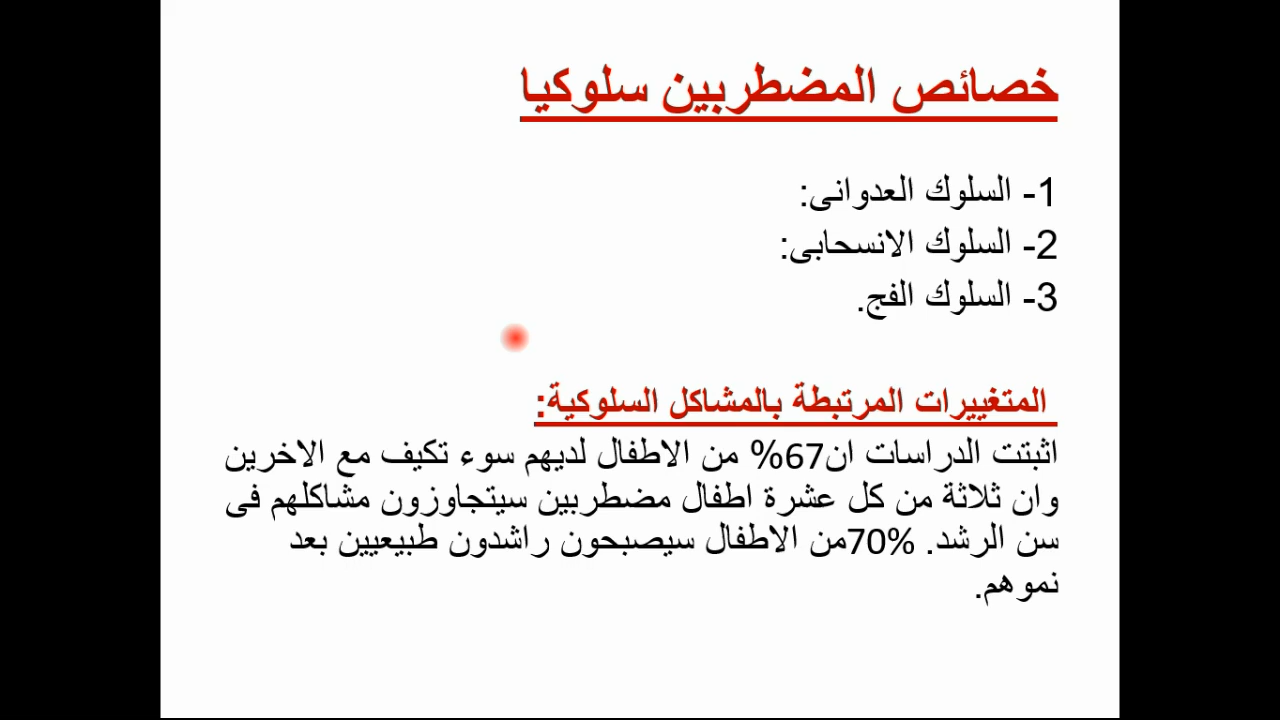 خصائص المضطربين سلوكيا
1- السلوك العدوانى:
2- السلوك الانسحابى:
3- السلوك الفج.
المتغييرات المرتبطة بالمشاكل السلوكية:
اثبتت الدراسات ان67% من الاطفال لديهم سوء تكيف مع الاخرين
وان ثلاثة من كل عشرة اطفال مضطربين سيتجاوزون مشاكلهم فى
سن الرشد. 70%من الاطفال سيصبحون راشدون طبيعيين بعد
نموهم.